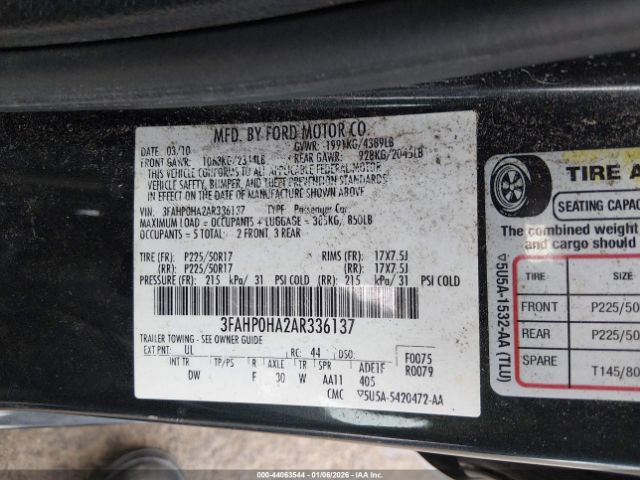 MFD. BY FORD MOTOR CO.
DATE 03/10 GVWR: 1991KG/4389LB
FRONT GAWR: 1063KG/2344LB REAR GAWR: 928KG/2045LB
THIS VEHICLE CONFORMS TO ALL APPLICABLE FEDERAL MOTOR
VEHICLE SAFETY, BUMPER, AND THEFT PREVENTION STANDARDS
IN EFFECT ON THE DATE OF MANUFACTURE SHOWN ABOVE.
VIN: 3FAHP0HA2AR336137 TYPE: Passenger Car
MAXIMUM LOAD = OCCUPANTS + LUGGAGE = 385KG/ 850LB
OCCUPANTS = 5 TOTAL: 2 FRONT 3 REAR
TIRE (FR): P225/50R17 RIMS (FR): 17X7.5J
(RR): P225/50R17 (RR): 17X7.5J
PRESSURE (FR): 215 kPa/ 31 PSI COLD (RR): 215 kPa/ 31 PSI COLD
3FAHP0HA2AR336137
TRAILER TOWING - SEE OWNER GUIDE
EXT PNT: UL RC: 44 DSO: F0075
INT TR TP/PS R AXLE TR SPR ADE1F R0079
DW F 30 W AA11 405
CMC ▽5U5A-5420472-AA
TIRE A
SEATING CAPAC
The combined weight
and cargo should
TIRE SIZE
FRONT P225/50
REAR P225/50
SPARE T145/80
▽5U5A-1532-AA (TLU)
000-44063544 | 01/06/2026 - Copyright IAA, LLC.